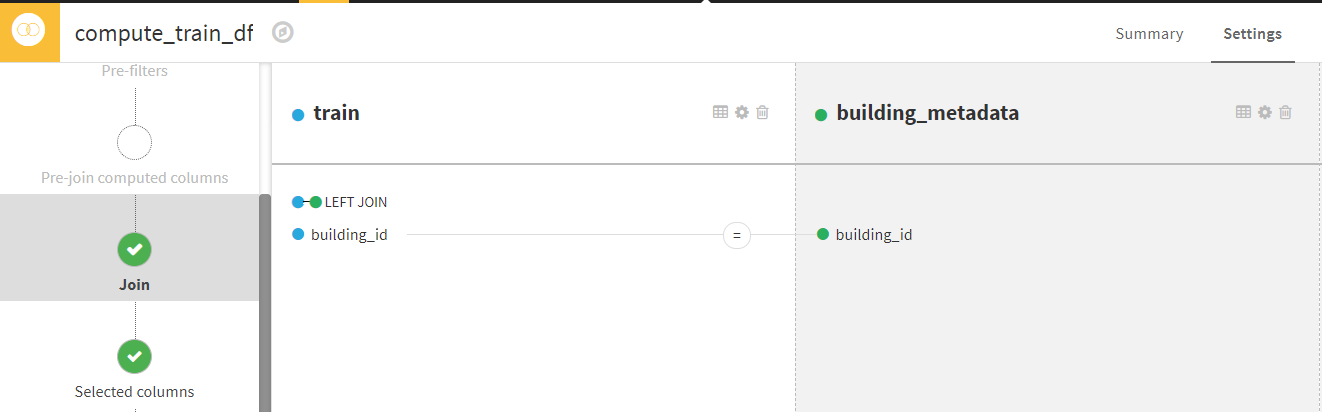 compute_train_df
Summary
Settings
Pre-filters
Pre-join computed columns
Join
Selected columns
train
building_metadata
LEFT JOIN
building_id
=
building_id